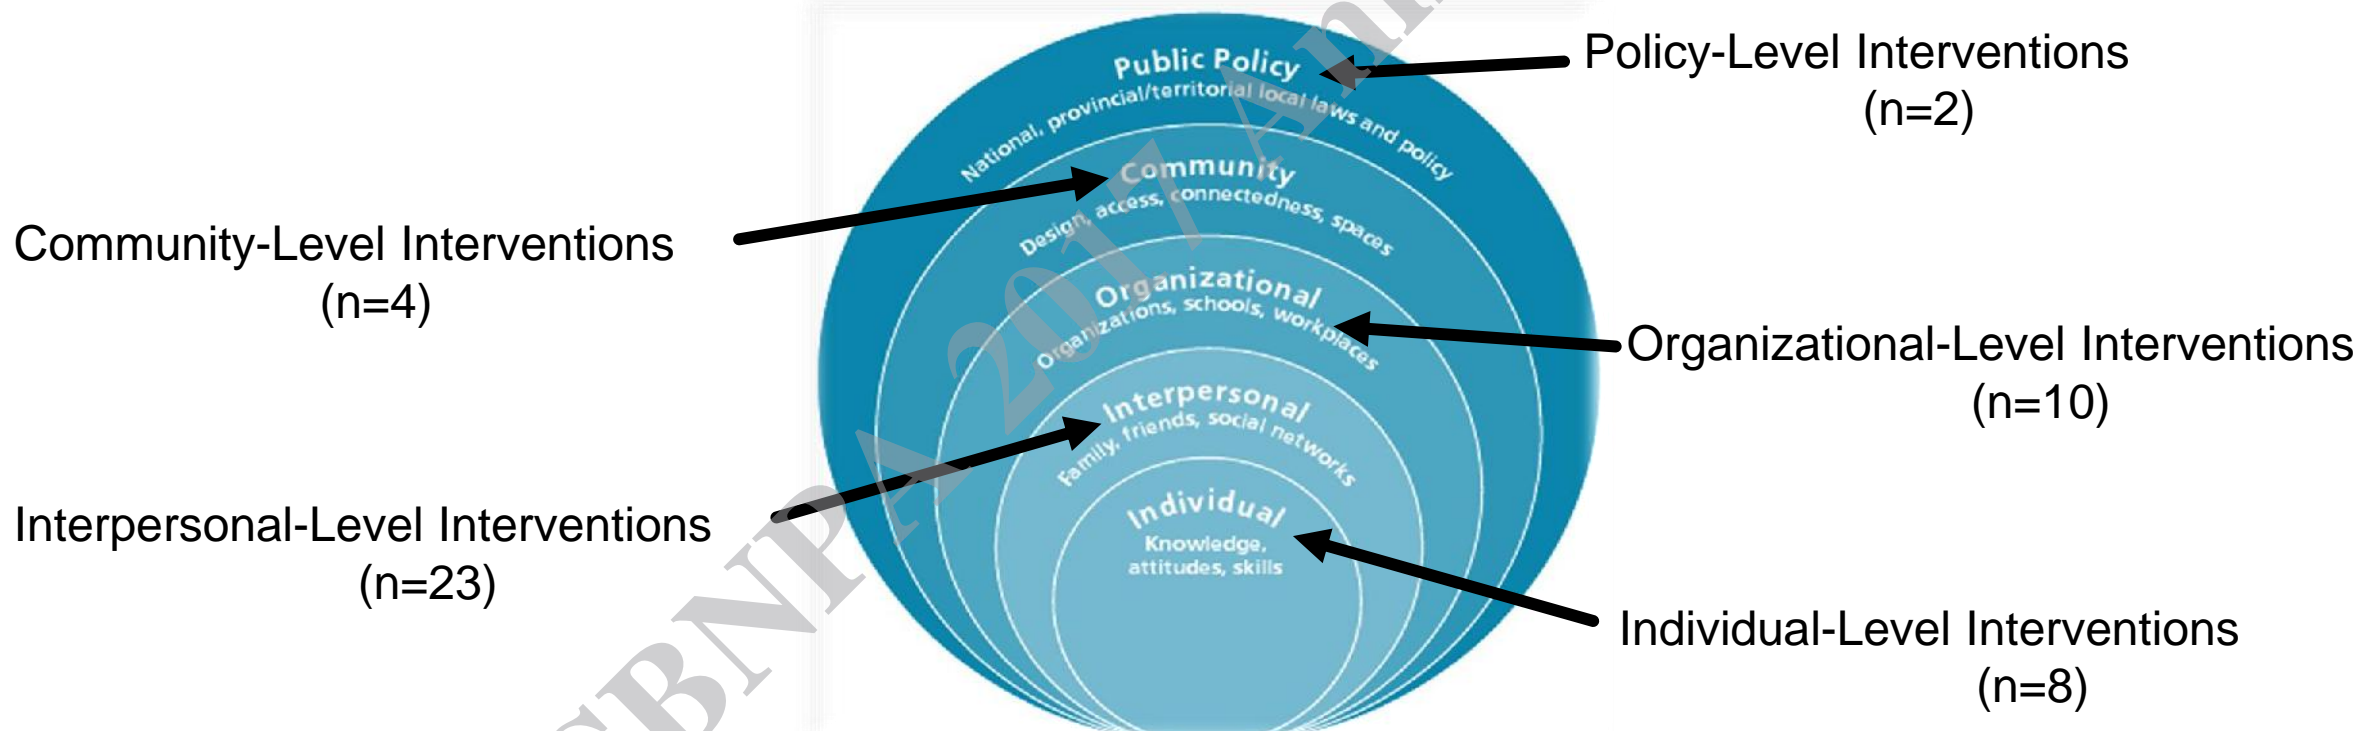 Public Policy
National, provincial/territorial local laws and policy
Policy-Level Interventions
(n=2)
Community
Design, access, connectedness, spaces
Community-Level Interventions
(n=4)
Organizational
Organizations, schools, workplaces
Organizational-Level Interventions
(n=10)
Interpersonal
Family, friends, social networks
Interpersonal-Level Interventions
(n=23)
Individual
Knowledge,
attitudes, skills
Individual-Level Interventions
(n=8)
2017